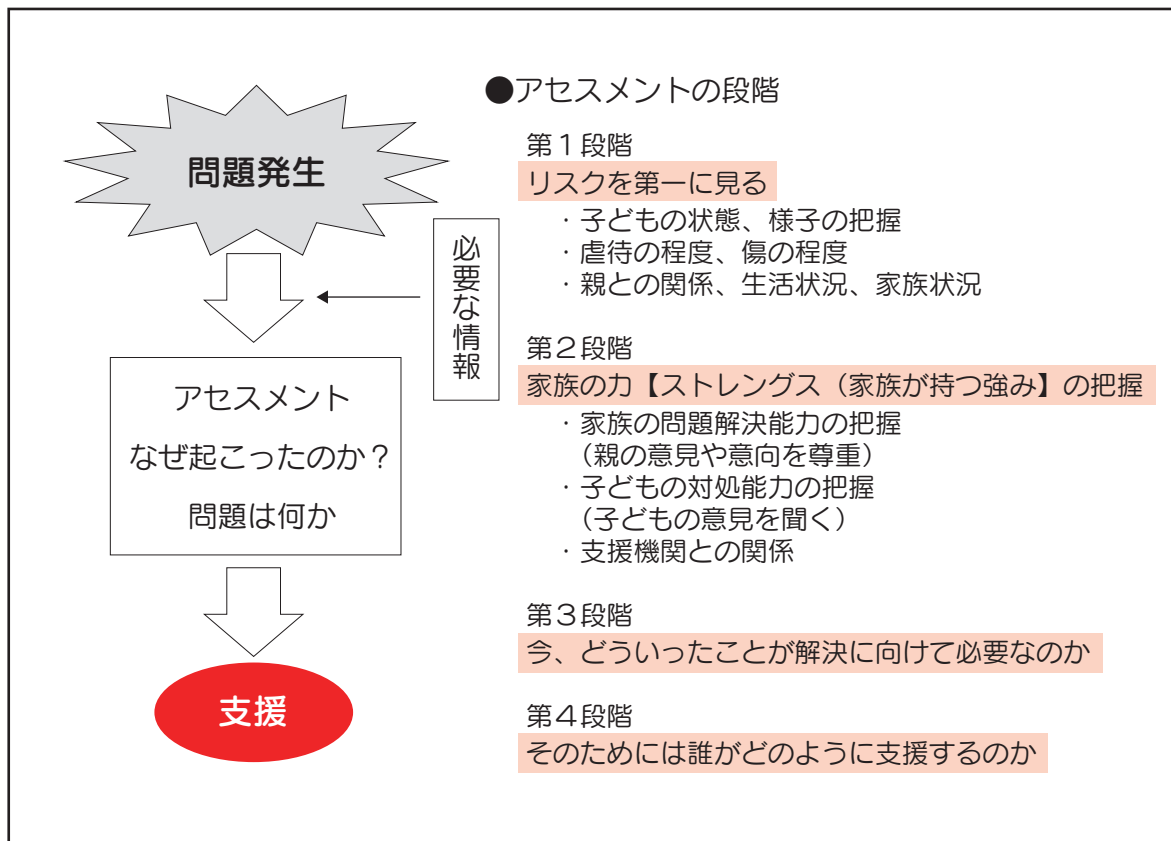 問題発生
必要な情報
アセスメント
なぜ起こったのか？
問題は何か
支援
●アセスメントの段階
第１段階
リスクを第一に見る
・子どもの状態、様子の把握
・虐待の程度、傷の程度
・親との関係、生活状況、家族状況
第２段階
家族の力【ストレングス（家族が持つ強み】の把握
・家族の問題解決能力の把握
（親の意見や意向を尊重）
・子どもの対処能力の把握
（子どもの意見を聞く）
・支援機関との関係
第３段階
今、どういったことが解決に向けて必要なのか
第４段階
そのためには誰がどのように支援するのか